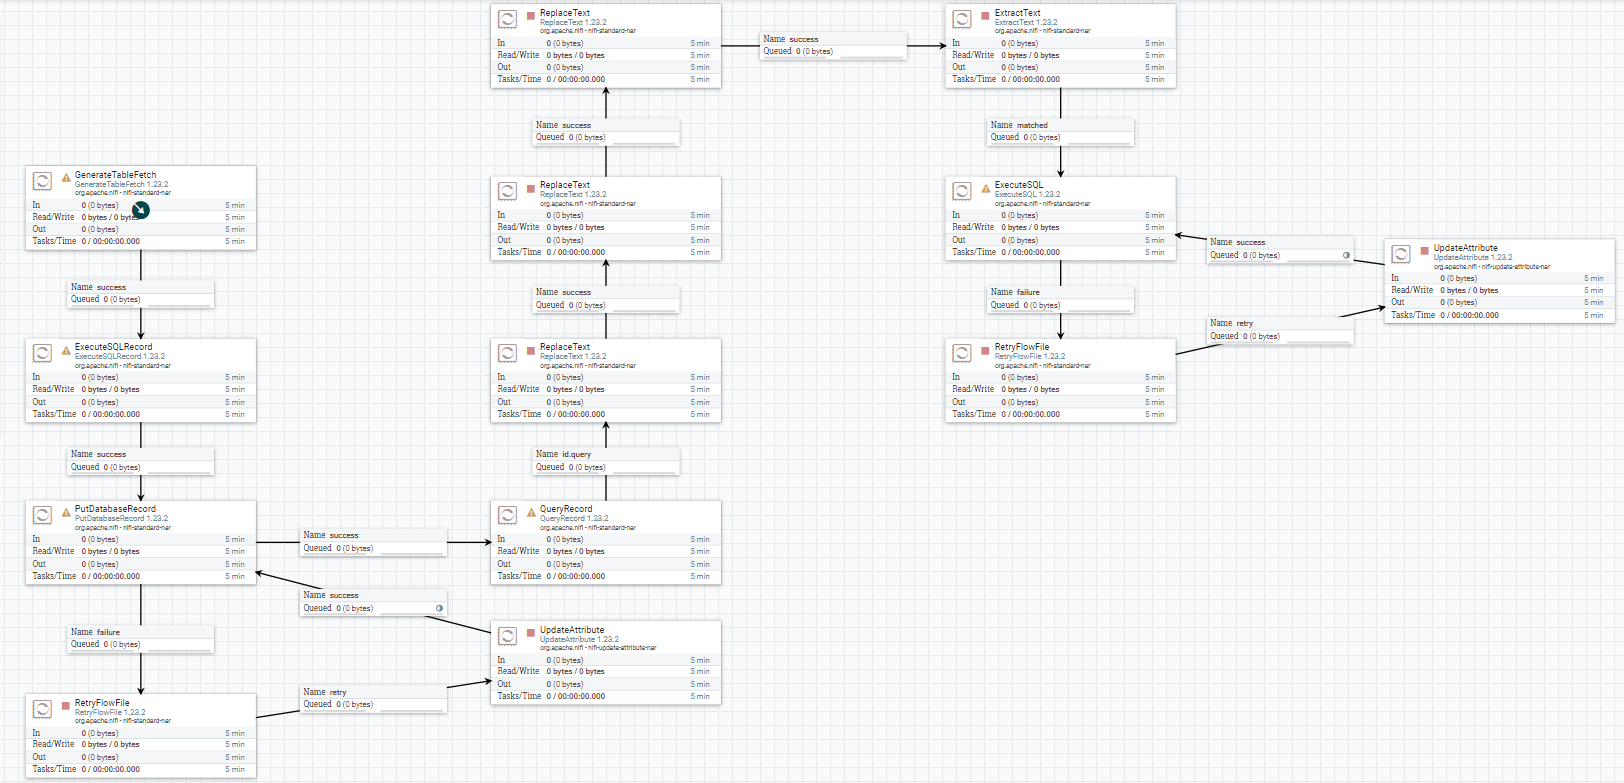 ReplaceText
ReplaceText 1.23.2
org.apache.nifi - nifi-standard-nar
In 0 (0 bytes) 5 min
Read/Write 0 bytes / 0 bytes 5 min
Out 0 (0 bytes) 5 min
Tasks/Time 0 / 00:00:00.000 5 min
Name success
Queued 0 (0 bytes)
ExtractText
ExtractText 1.23.2
org.apache.nifi - nifi-standard-nar
In 0 (0 bytes) 5 min
Read/Write 0 bytes / 0 bytes 5 min
Out 0 (0 bytes) 5 min
Tasks/Time 0 / 00:00:00.000 5 min
Name success
Queued 0 (0 bytes)
Name matched
Queued 0 (0 bytes)
GenerateTableFetch
GenerateTableFetch 1.23.2
org.apache.nifi - nifi-standard-nar
In 0 (0 bytes) 5 min
Read/Write 0 bytes / 0 bytes 5 min
Out 0 (0 bytes) 5 min
Tasks/Time 0 / 00:00:00.000 5 min
ReplaceText
ReplaceText 1.23.2
org.apache.nifi - nifi-standard-nar
In 0 (0 bytes) 5 min
Read/Write 0 bytes / 0 bytes 5 min
Out 0 (0 bytes) 5 min
Tasks/Time 0 / 00:00:00.000 5 min
ExecuteSQL
ExecuteSQL 1.23.2
org.apache.nifi - nifi-standard-nar
In 0 (0 bytes) 5 min
Read/Write 0 bytes / 0 bytes 5 min
Out 0 (0 bytes) 5 min
Tasks/Time 0 / 00:00:00.000 5 min
Name success
Queued 0 (0 bytes)
UpdateAttribute
UpdateAttribute 1.23.2
org.apache.nifi - nifi-update-attribute-nar
In 0 (0 bytes) 5 min
Read/Write 0 bytes / 0 bytes 5 min
Out 0 (0 bytes) 5 min
Tasks/Time 0 / 00:00:00.000 5 min
Name success
Queued 0 (0 bytes)
Name success
Queued 0 (0 bytes)
Name failure
Queued 0 (0 bytes)
Name retry
Queued 0 (0 bytes)
ExecuteSQLRecord
ExecuteSQLRecord 1.23.2
org.apache.nifi - nifi-standard-nar
In 0 (0 bytes) 5 min
Read/Write 0 bytes / 0 bytes 5 min
Out 0 (0 bytes) 5 min
Tasks/Time 0 / 00:00:00.000 5 min
ReplaceText
ReplaceText 1.23.2
org.apache.nifi - nifi-standard-nar
In 0 (0 bytes) 5 min
Read/Write 0 bytes / 0 bytes 5 min
Out 0 (0 bytes) 5 min
Tasks/Time 0 / 00:00:00.000 5 min
RetryFlowFile
RetryFlowFile 1.23.2
org.apache.nifi - nifi-standard-nar
In 0 (0 bytes) 5 min
Read/Write 0 bytes / 0 bytes 5 min
Out 0 (0 bytes) 5 min
Tasks/Time 0 / 00:00:00.000 5 min
Name success
Queued 0 (0 bytes)
Name id.query
Queued 0 (0 bytes)
PutDatabaseRecord
PutDatabaseRecord 1.23.2
org.apache.nifi - nifi-standard-nar
In 0 (0 bytes) 5 min
Read/Write 0 bytes / 0 bytes 5 min
Out 0 (0 bytes) 5 min
Tasks/Time 0 / 00:00:00.000 5 min
Name success
Queued 0 (0 bytes)
QueryRecord
QueryRecord 1.23.2
org.apache.nifi - nifi-standard-nar
In 0 (0 bytes) 5 min
Read/Write 0 bytes / 0 bytes 5 min
Out 0 (0 bytes) 5 min
Tasks/Time 0 / 00:00:00.000 5 min
Name success
Queued 0 (0 bytes)
Name failure
Queued 0 (0 bytes)
UpdateAttribute
UpdateAttribute 1.23.2
org.apache.nifi - nifi-update-attribute-nar
In 0 (0 bytes) 5 min
Read/Write 0 bytes / 0 bytes 5 min
Out 0 (0 bytes) 5 min
Tasks/Time 0 / 00:00:00.000 5 min
Name retry
Queued 0 (0 bytes)
RetryFlowFile
RetryFlowFile 1.23.2
org.apache.nifi - nifi-standard-nar
In 0 (0 bytes) 5 min
Read/Write 0 bytes / 0 bytes 5 min
Out 0 (0 bytes) 5 min
Tasks/Time 0 / 00:00:00.000 5 min